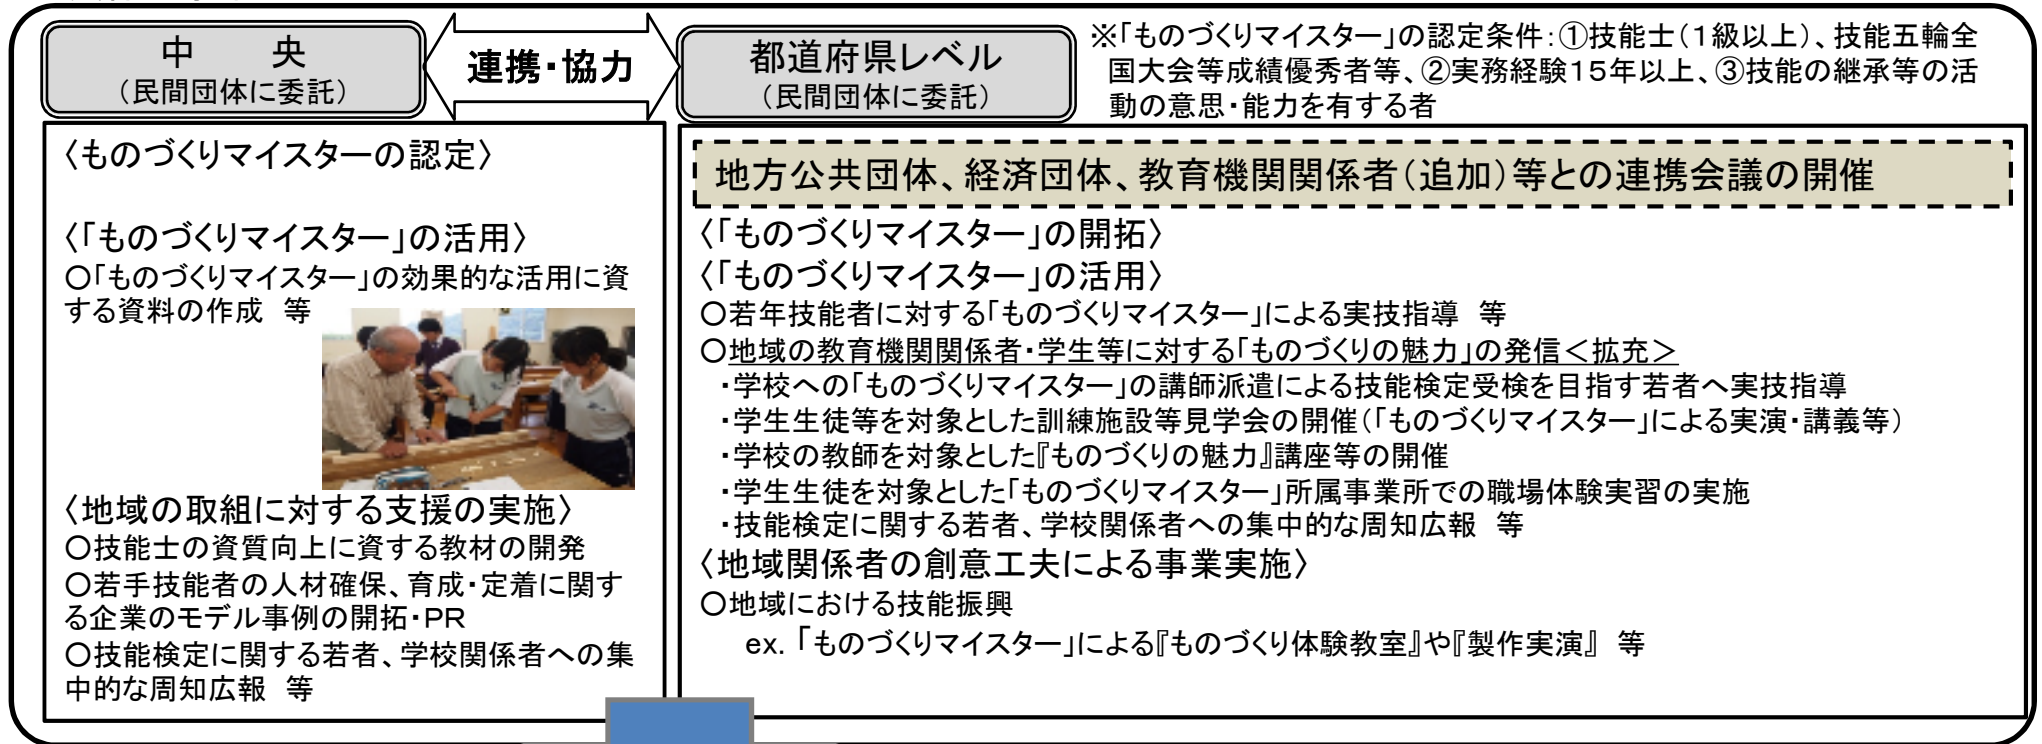 中　　央
（民間団体に委託）
連携・協力
都道府県レベル
（民間団体に委託）
※「ものづくりマイスター」の認定条件：①技能士（１級以上）、技能五輪全
国大会等成績優秀者等、②実務経験１５年以上、③技能の継承等の活
動の意思・能力を有する者
〈ものづくりマイスターの認定〉
〈「ものづくりマイスター」の活用〉
○「ものづくりマイスター」の効果的な活用に資
する資料の作成　等
〈地域の取組に対する支援の実施〉
○技能士の資質向上に資する教材の開発
○若手技能者の人材確保、育成・定着に関す
る企業のモデル事例の開拓・PR
○技能検定に関する若者、学校関係者への集
中的な周知広報　等
地方公共団体、経済団体、教育機関関係者（追加）等との連携会議の開催
〈「ものづくりマイスター」の開拓〉
〈「ものづくりマイスター」の活用〉
○若年技能者に対する「ものづくりマイスター」による実技指導　等
○地域の教育機関関係者・学生等に対する「ものづくりの魅力」の発信＜拡充＞
・学校への「ものづくりマイスター」の講師派遣による技能検定受検を目指す若者へ実技指導
・学生生徒等を対象とした訓練施設等見学会の開催（「ものづくりマイスター」による実演・講義等）
・学校の教師を対象とした『ものづくりの魅力』講座等の開催
・学生生徒を対象とした「ものづくりマイスター」所属事業所での職場体験実習の実施
・技能検定に関する若者、学校関係者への集中的な周知広報　等
〈地域関係者の創意工夫による事業実施〉
○地域における技能振興
ex.「ものづくりマイスター」による『ものづくり体験教室』や『製作実演』　等